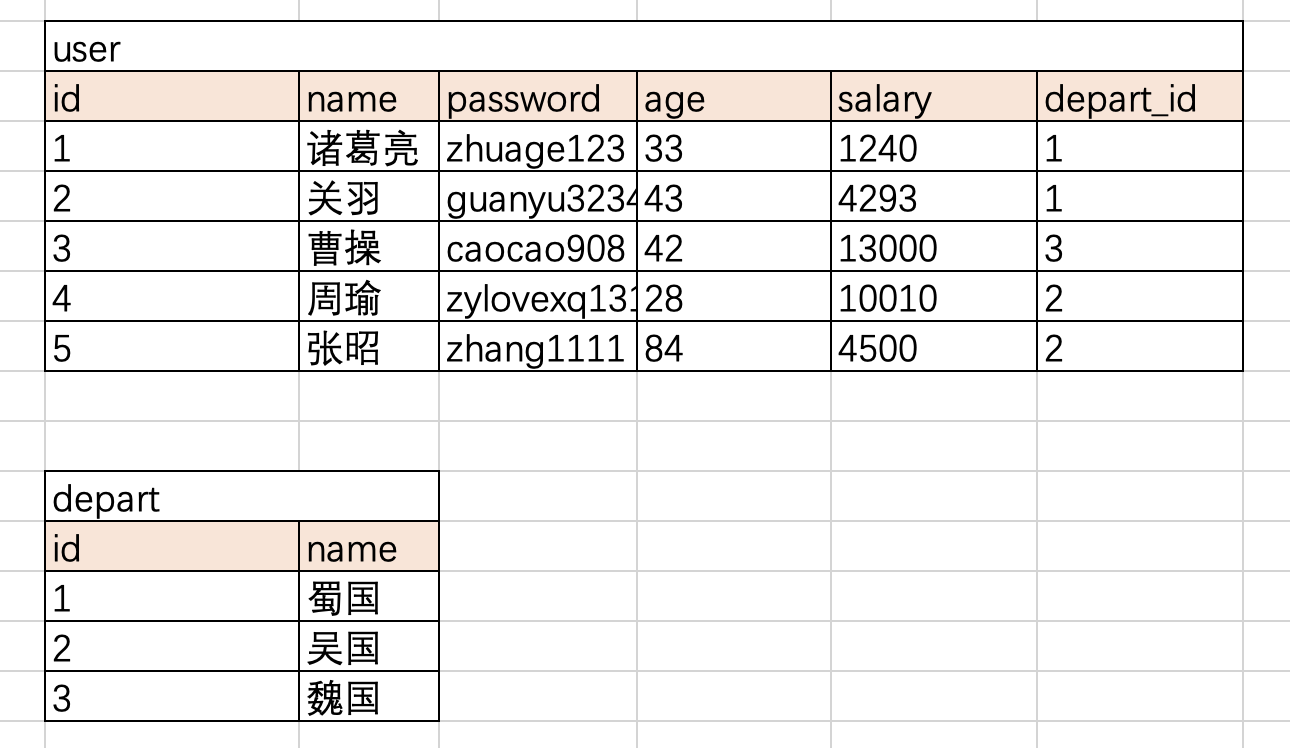 user
id name password age salary depart_id
1 诸葛亮 zhuage123 33 1240 1
2 关羽 guanyu3234 43 4293 1
3 曹操 caocao908 42 13000 3
4 周瑜 zylovexq131 28 10010 2
5 张昭 zhang1111 84 4500 2
depart
id name
1 蜀国
2 吴国
3 魏国